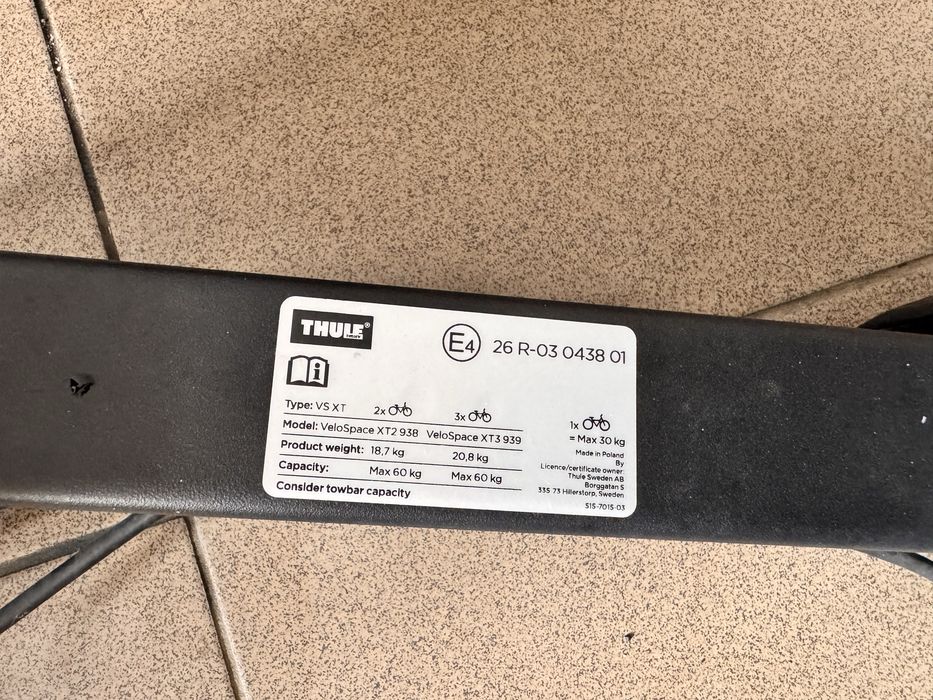 THULE®
E4 26 R-03 0438 01
i
Type: VS XT 2x 3x
Model: VeloSpace XT2 938 VeloSpace XT3 939
Product weight: 18,7 kg 20,8 kg
Capacity: Max 60 kg Max 60 kg
Consider towbar capacity
1x
= Max 30 kg
Made in Poland
By
Licence/certificate owner:
Thule Sweden AB
Borggatan 5
335 73 Hillerstorp, Sweden
515-7015-03